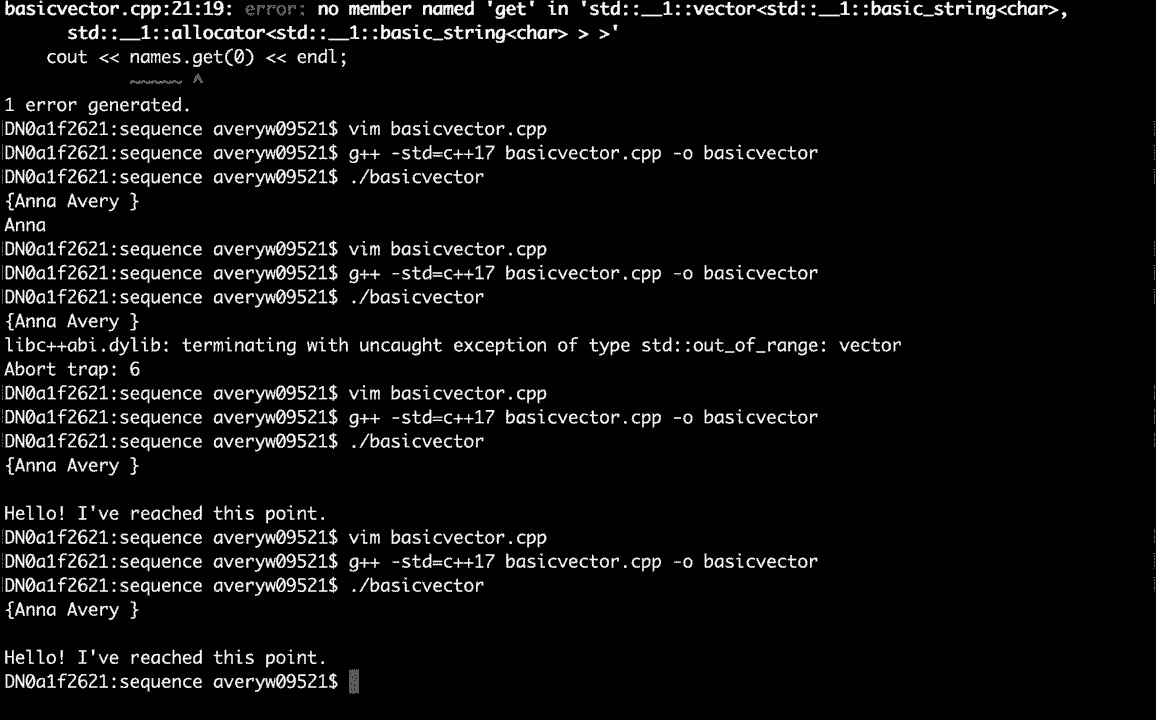 basicvector.cpp:21:19: error: no member named 'get' in 'std::__1::vector<std::__1::basic_string<char>,
std::__1::allocator<std::__1::basic_string<char> > >'
cout << names.get(0) << endl;
~~~~~ ^
1 error generated.
DN0a1f2621:sequence averyw09521$ vim basicvector.cpp
DN0a1f2621:sequence averyw09521$ g++ -std=c++17 basicvector.cpp -o basicvector
DN0a1f2621:sequence averyw09521$ ./basicvector
{Anna Avery }
Anna
DN0a1f2621:sequence averyw09521$ vim basicvector.cpp
DN0a1f2621:sequence averyw09521$ g++ -std=c++17 basicvector.cpp -o basicvector
DN0a1f2621:sequence averyw09521$ ./basicvector
{Anna Avery }
libc++abi.dylib: terminating with uncaught exception of type std::out_of_range: vector
Abort trap: 6
DN0a1f2621:sequence averyw09521$ vim basicvector.cpp
DN0a1f2621:sequence averyw09521$ g++ -std=c++17 basicvector.cpp -o basicvector
DN0a1f2621:sequence averyw09521$ ./basicvector
{Anna Avery }
Hello! I've reached this point.
DN0a1f2621:sequence averyw09521$ vim basicvector.cpp
DN0a1f2621:sequence averyw09521$ g++ -std=c++17 basicvector.cpp -o basicvector
DN0a1f2621:sequence averyw09521$ ./basicvector
{Anna Avery }
Hello! I've reached this point.
DN0a1f2621:sequence averyw09521$